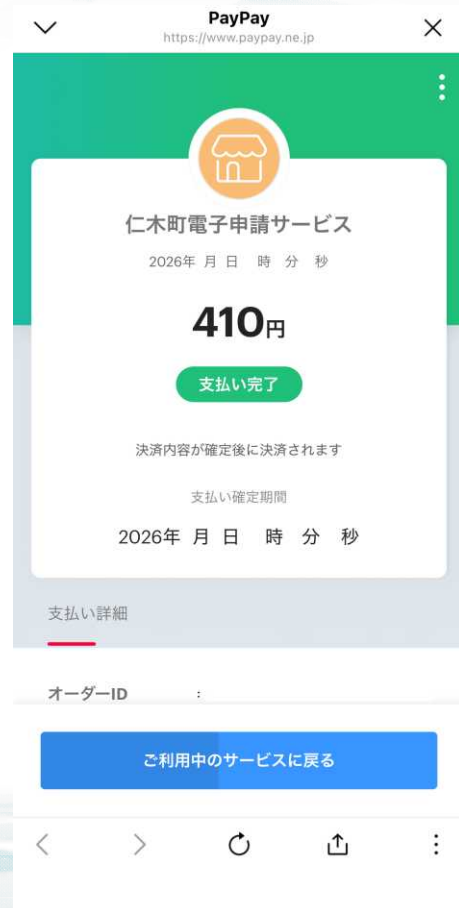 PayPay
https://www.paypay.ne.jp
仁木町電子申請サービス
2026年 月 日 時 分 秒
410円
支払い完了
決済内容が確定後に決済されます
支払い確定期間
2026年 月 日 時 分 秒
支払い詳細
オーダーID :
ご利用中のサービスに戻る